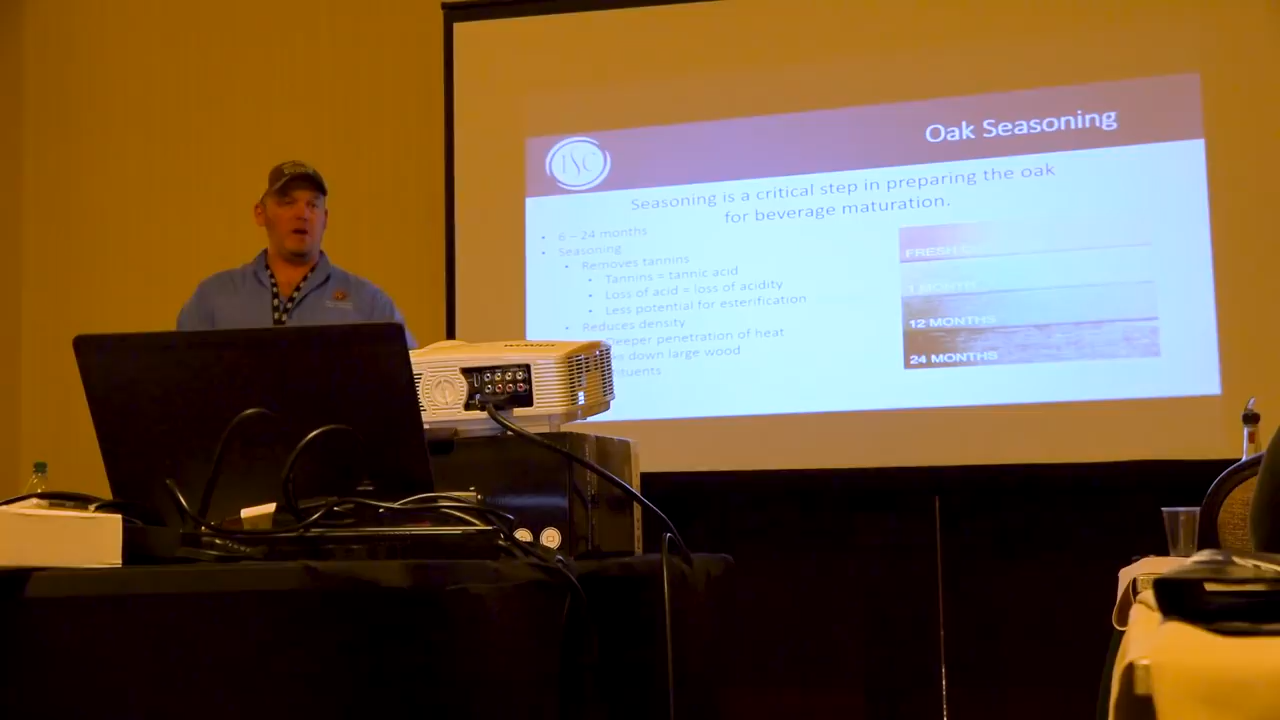 Oak Seasoning
ISC
Seasoning is a critical step in preparing the oak
for beverage maturation.
• 6 – 24 months
• Seasoning
• Removes tannins
• Tannins = tannic acid
• Loss of acid = loss of acidity
• Less potential for esterification
• Reduces density
Deeper penetration of heat
down large wood
FRESH
1 MONTH
12 MONTHS
24 MONTHS